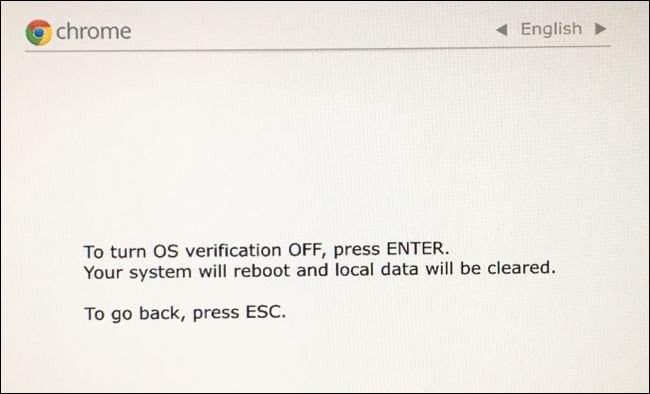 chrome
◀ English ▶
To turn OS verification OFF, press ENTER.
Your system will reboot and local data will be cleared.
To go back, press ESC.